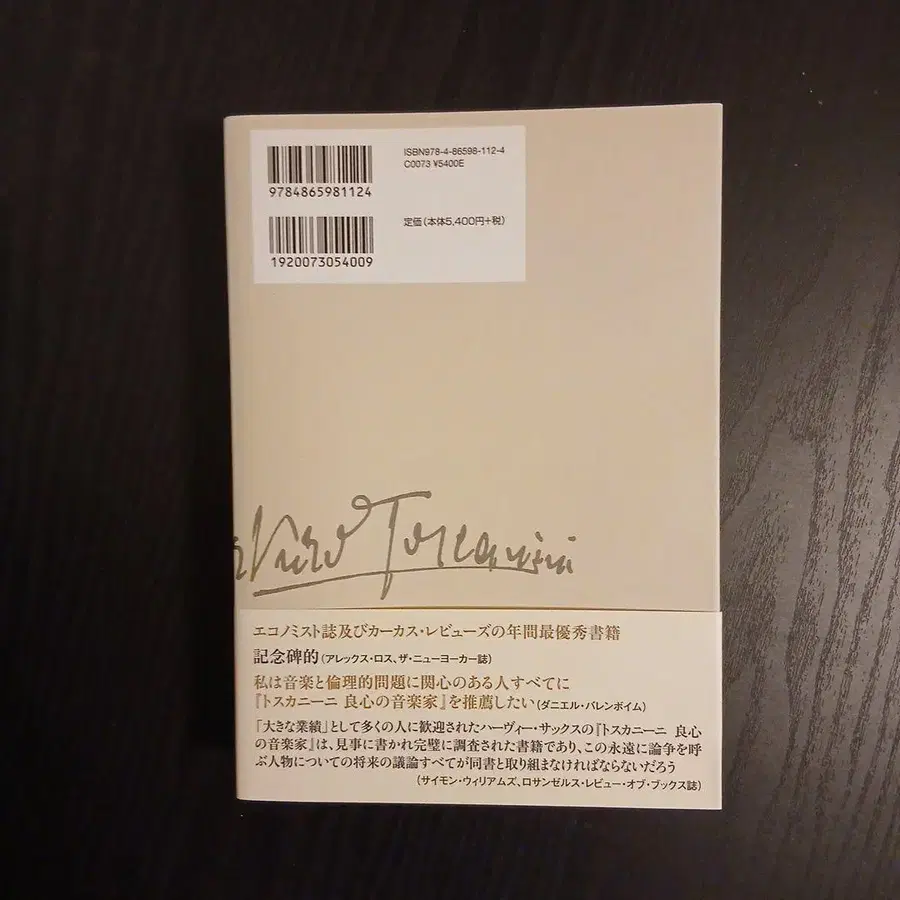 ISBN978-4-86598-112-4
C0073 ¥5400E
9784865981124
定価(本体5,400円+税)
1920073054009
Arturo Toscanini
エコノミスト誌及びカーカス・レビューズの年間最優秀書籍
記念碑的(アレックス・ロス、ザ・ニューヨーカー誌)
私は音楽と倫理的問題に関心のある人すべてに
『トスカニーニ 良心の音楽家』を推薦したい(ダニエル・バレンボイム)
「大きな業績」として多くの人に歓迎されたハーヴィー・サックスの『トスカニーニ 良心
の音楽家』は、見事に書かれ完璧に調査された書籍であり、この永遠に論争を呼
ぶ人物についての将来の議論すべてが同書と取り組まなければならないだろう
(サイモン・ウィリアムズ、ロサンゼルス・レビュー・オブ・ブックス誌)